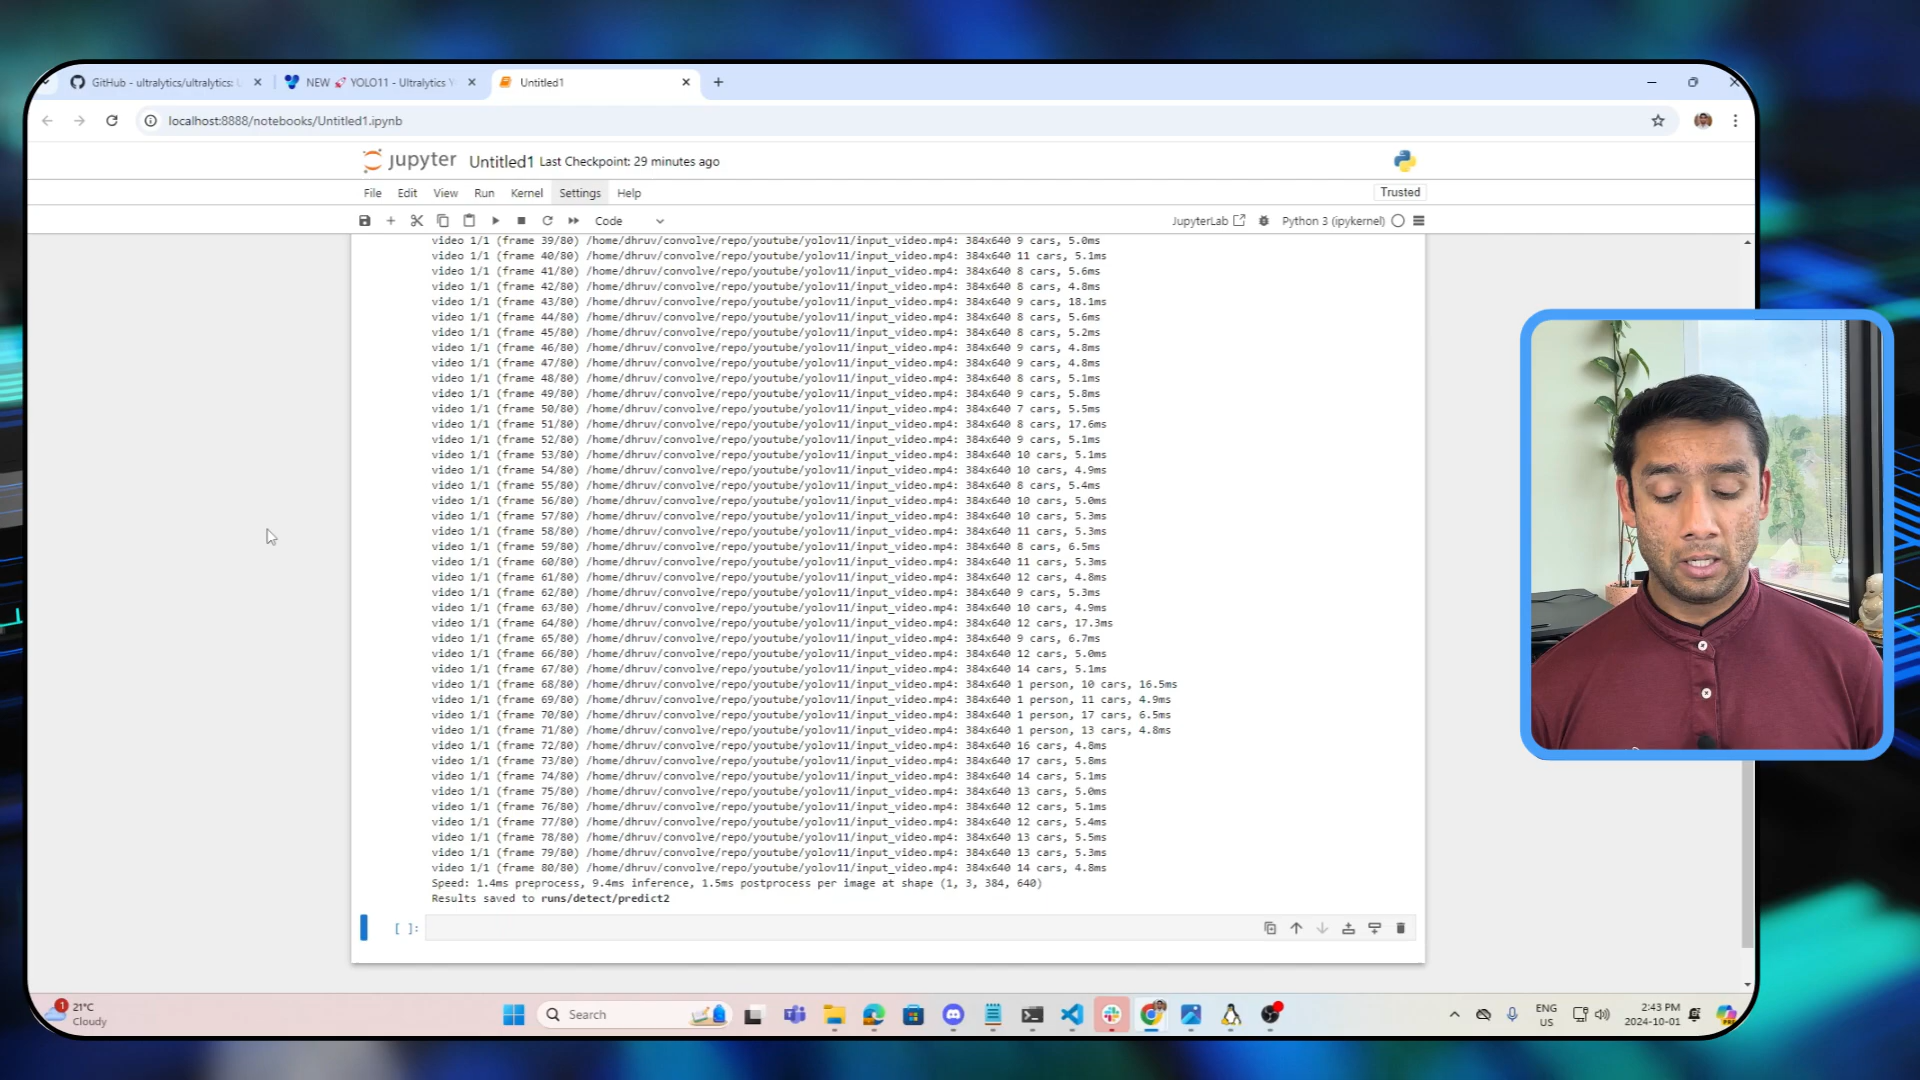 GitHub - ultralytics/ultralytics: U
NEW 🚀 YOLO11 - Ultralytics Y
Untitled1
localhost:8888/notebooks/Untitled1.ipynb
jupyter Untitled1 Last Checkpoint: 29 minutes ago
File Edit View Run Kernel Settings Help
Trusted
Code
JupyterLab
Python 3 (ipykernel)
video 1/1 (frame 39/80) /home/dhruv/convolve/repo/youtube/yolov11/input_video.mp4: 384x640 9 cars, 5.0ms
video 1/1 (frame 40/80) /home/dhruv/convolve/repo/youtube/yolov11/input_video.mp4: 384x640 11 cars, 5.1ms
video 1/1 (frame 41/80) /home/dhruv/convolve/repo/youtube/yolov11/input_video.mp4: 384x640 8 cars, 5.6ms
video 1/1 (frame 42/80) /home/dhruv/convolve/repo/youtube/yolov11/input_video.mp4: 384x640 8 cars, 4.8ms
video 1/1 (frame 43/80) /home/dhruv/convolve/repo/youtube/yolov11/input_video.mp4: 384x640 9 cars, 18.1ms
video 1/1 (frame 44/80) /home/dhruv/convolve/repo/youtube/yolov11/input_video.mp4: 384x640 8 cars, 5.6ms
video 1/1 (frame 45/80) /home/dhruv/convolve/repo/youtube/yolov11/input_video.mp4: 384x640 8 cars, 5.2ms
video 1/1 (frame 46/80) /home/dhruv/convolve/repo/youtube/yolov11/input_video.mp4: 384x640 9 cars, 4.8ms
video 1/1 (frame 47/80) /home/dhruv/convolve/repo/youtube/yolov11/input_video.mp4: 384x640 9 cars, 4.8ms
video 1/1 (frame 48/80) /home/dhruv/convolve/repo/youtube/yolov11/input_video.mp4: 384x640 8 cars, 5.1ms
video 1/1 (frame 49/80) /home/dhruv/convolve/repo/youtube/yolov11/input_video.mp4: 384x640 9 cars, 5.8ms
video 1/1 (frame 50/80) /home/dhruv/convolve/repo/youtube/yolov11/input_video.mp4: 384x640 7 cars, 5.5ms
video 1/1 (frame 51/80) /home/dhruv/convolve/repo/youtube/yolov11/input_video.mp4: 384x640 8 cars, 17.6ms
video 1/1 (frame 52/80) /home/dhruv/convolve/repo/youtube/yolov11/input_video.mp4: 384x640 9 cars, 5.1ms
video 1/1 (frame 53/80) /home/dhruv/convolve/repo/youtube/yolov11/input_video.mp4: 384x640 10 cars, 5.1ms
video 1/1 (frame 54/80) /home/dhruv/convolve/repo/youtube/yolov11/input_video.mp4: 384x640 10 cars, 4.9ms
video 1/1 (frame 55/80) /home/dhruv/convolve/repo/youtube/yolov11/input_video.mp4: 384x640 8 cars, 5.4ms
video 1/1 (frame 56/80) /home/dhruv/convolve/repo/youtube/yolov11/input_video.mp4: 384x640 10 cars, 5.0ms
video 1/1 (frame 57/80) /home/dhruv/convolve/repo/youtube/yolov11/input_video.mp4: 384x640 10 cars, 5.3ms
video 1/1 (frame 58/80) /home/dhruv/convolve/repo/youtube/yolov11/input_video.mp4: 384x640 11 cars, 5.3ms
video 1/1 (frame 59/80) /home/dhruv/convolve/repo/youtube/yolov11/input_video.mp4: 384x640 8 cars, 6.5ms
video 1/1 (frame 60/80) /home/dhruv/convolve/repo/youtube/yolov11/input_video.mp4: 384x640 11 cars, 5.3ms
video 1/1 (frame 61/80) /home/dhruv/convolve/repo/youtube/yolov11/input_video.mp4: 384x640 12 cars, 4.8ms
video 1/1 (frame 62/80) /home/dhruv/convolve/repo/youtube/yolov11/input_video.mp4: 384x640 9 cars, 5.3ms
video 1/1 (frame 63/80) /home/dhruv/convolve/repo/youtube/yolov11/input_video.mp4: 384x640 10 cars, 4.9ms
video 1/1 (frame 64/80) /home/dhruv/convolve/repo/youtube/yolov11/input_video.mp4: 384x640 12 cars, 17.3ms
video 1/1 (frame 65/80) /home/dhruv/convolve/repo/youtube/yolov11/input_video.mp4: 384x640 9 cars, 6.7ms
video 1/1 (frame 66/80) /home/dhruv/convolve/repo/youtube/yolov11/input_video.mp4: 384x640 12 cars, 5.0ms
video 1/1 (frame 67/80) /home/dhruv/convolve/repo/youtube/yolov11/input_video.mp4: 384x640 14 cars, 5.1ms
video 1/1 (frame 68/80) /home/dhruv/convolve/repo/youtube/yolov11/input_video.mp4: 384x640 1 person, 10 cars, 16.5ms
video 1/1 (frame 69/80) /home/dhruv/convolve/repo/youtube/yolov11/input_video.mp4: 384x640 1 person, 11 cars, 4.9ms
video 1/1 (frame 70/80) /home/dhruv/convolve/repo/youtube/yolov11/input_video.mp4: 384x640 1 person, 17 cars, 6.5ms
video 1/1 (frame 71/80) /home/dhruv/convolve/repo/youtube/yolov11/input_video.mp4: 384x640 1 person, 13 cars, 4.8ms
video 1/1 (frame 72/80) /home/dhruv/convolve/repo/youtube/yolov11/input_video.mp4: 384x640 16 cars, 4.8ms
video 1/1 (frame 73/80) /home/dhruv/convolve/repo/youtube/yolov11/input_video.mp4: 384x640 17 cars, 5.8ms
video 1/1 (frame 74/80) /home/dhruv/convolve/repo/youtube/yolov11/input_video.mp4: 384x640 14 cars, 5.1ms
video 1/1 (frame 75/80) /home/dhruv/convolve/repo/youtube/yolov11/input_video.mp4: 384x640 13 cars, 5.0ms
video 1/1 (frame 76/80) /home/dhruv/convolve/repo/youtube/yolov11/input_video.mp4: 384x640 12 cars, 5.1ms
video 1/1 (frame 77/80) /home/dhruv/convolve/repo/youtube/yolov11/input_video.mp4: 384x640 12 cars, 5.4ms
video 1/1 (frame 78/80) /home/dhruv/convolve/repo/youtube/yolov11/input_video.mp4: 384x640 13 cars, 5.5ms
video 1/1 (frame 79/80) /home/dhruv/convolve/repo/youtube/yolov11/input_video.mp4: 384x640 13 cars, 5.3ms
video 1/1 (frame 80/80) /home/dhruv/convolve/repo/youtube/yolov11/input_video.mp4: 384x640 14 cars, 4.8ms
Speed: 1.4ms preprocess, 9.4ms inference, 1.5ms postprocess per image at shape (1, 3, 384, 640)
Results saved to runs/detect/predict2
[ ]:
1
21°C
Cloudy
Search
ENG
US
2:43 PM
2024-10-01